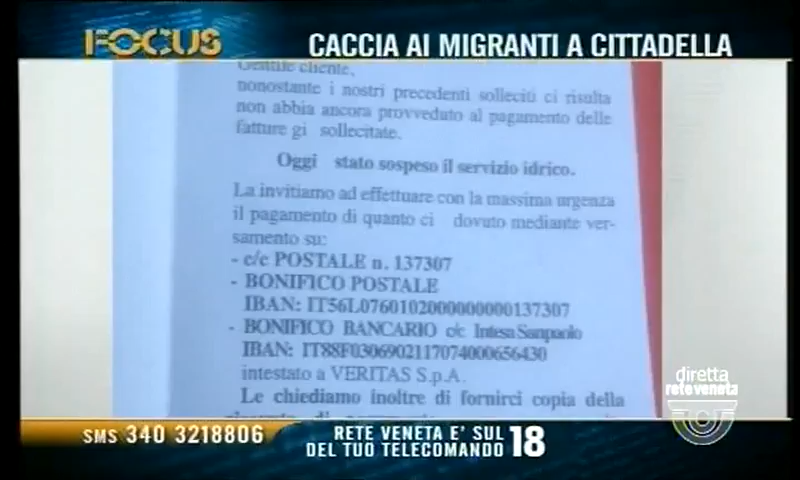 FOCUS
CACCIA AI MIGRANTI A CITTADELLA
Gentile cliente,
nonostante i nostri precedenti solleciti ci risulta
non abbia ancora provveduto al pagamento delle
fatture gi sollecitate.
Oggi stato sospeso il servizio idrico.
La invitiamo ad effettuare con la massima urgenza
il pagamento di quanto ci dovuto mediante ver-
samento su:
- c/c POSTALE n. 137307
- BONIFICO POSTALE
IBAN: IT56L0760102000000000137307
- BONIFICO BANCARIO c/c Intesa Sanpaolo
IBAN: IT88F0306902117074000656430
intestato a VERITAS S.p.A.
Le chiediamo inoltre di fornirci copia della
diretta
reteveneta
SMS 340 3218806
RETE VENETA E' SUL
DEL TUO TELECOMANDO 18